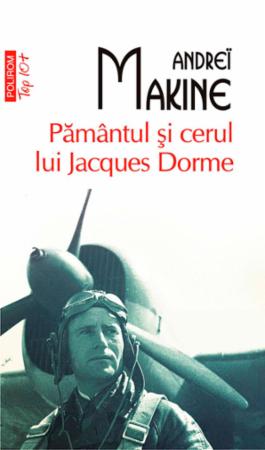 POLIROM
Top 10+
ANDREÏ
MAKINE
Pământul şi cerul
lui Jacques Dorme